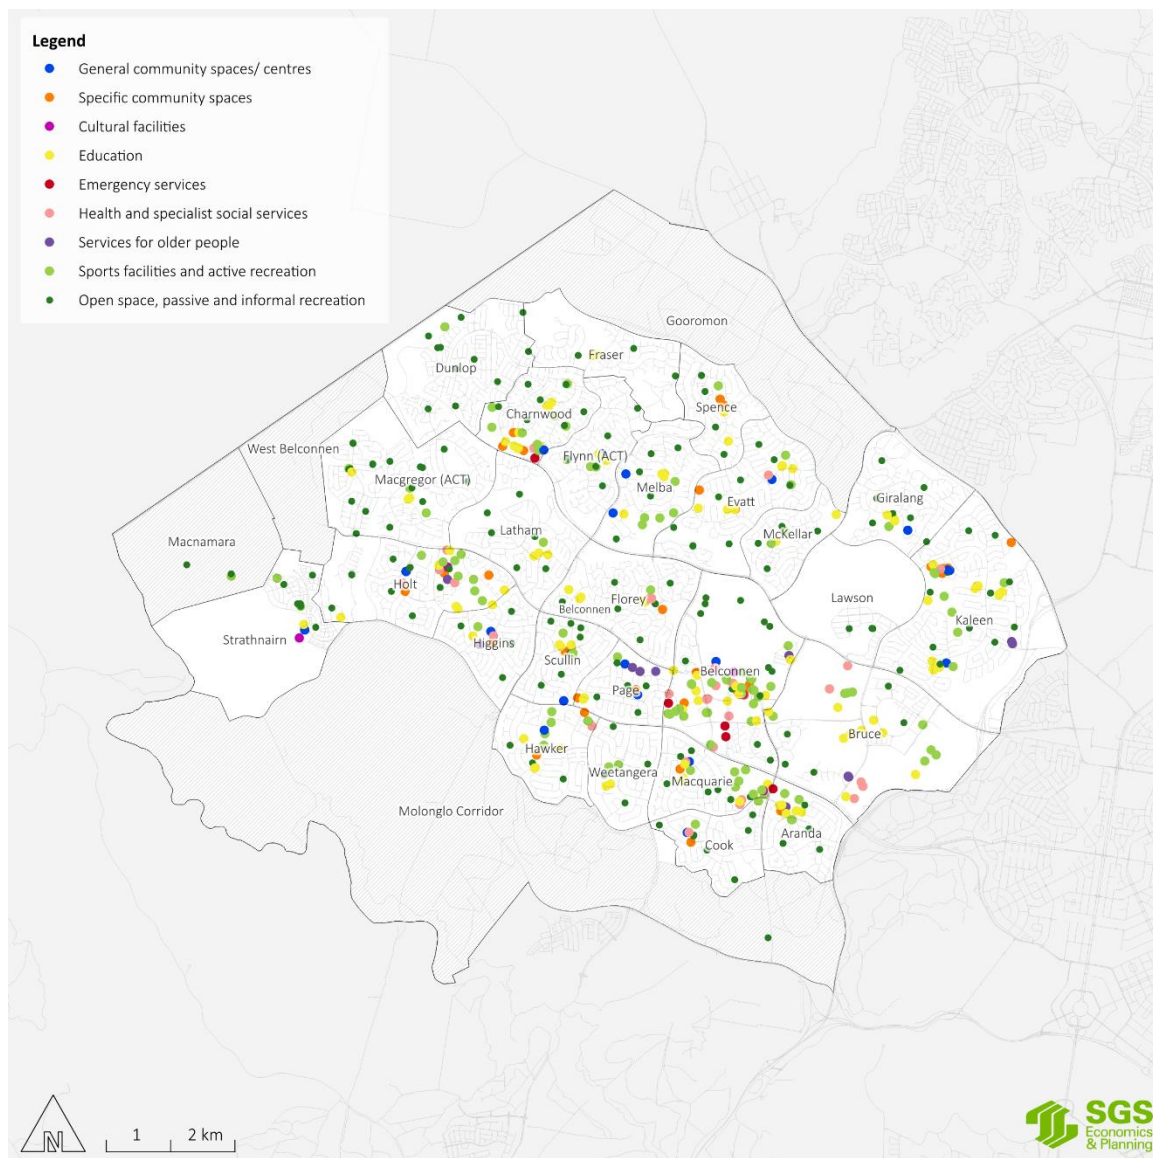 Legend
General community spaces/ centres
Specific community spaces
Cultural facilities
Education
Emergency services
Health and specialist social services
Services for older people
Sports facilities and active recreation
Open space, passive and informal recreation
Gooromon
Fraser
Dunlop
Spence
Charnwood
West Belconnen
Flynn (ACT)
Macgregor (ACT)
Melba
Evatt
Giralang
Latham
McKellar
Macnamara
Holt
Lawson
Florey
Belconnen
Kaleen
Strathnairn
Higgins
Scullin
Belconnen
Page
Bruce
Hawker
Weetangera
Macquarie
Molonglo Corridor
Aranda
Cook
N
1 2 km
SGS
Economics
& Planning